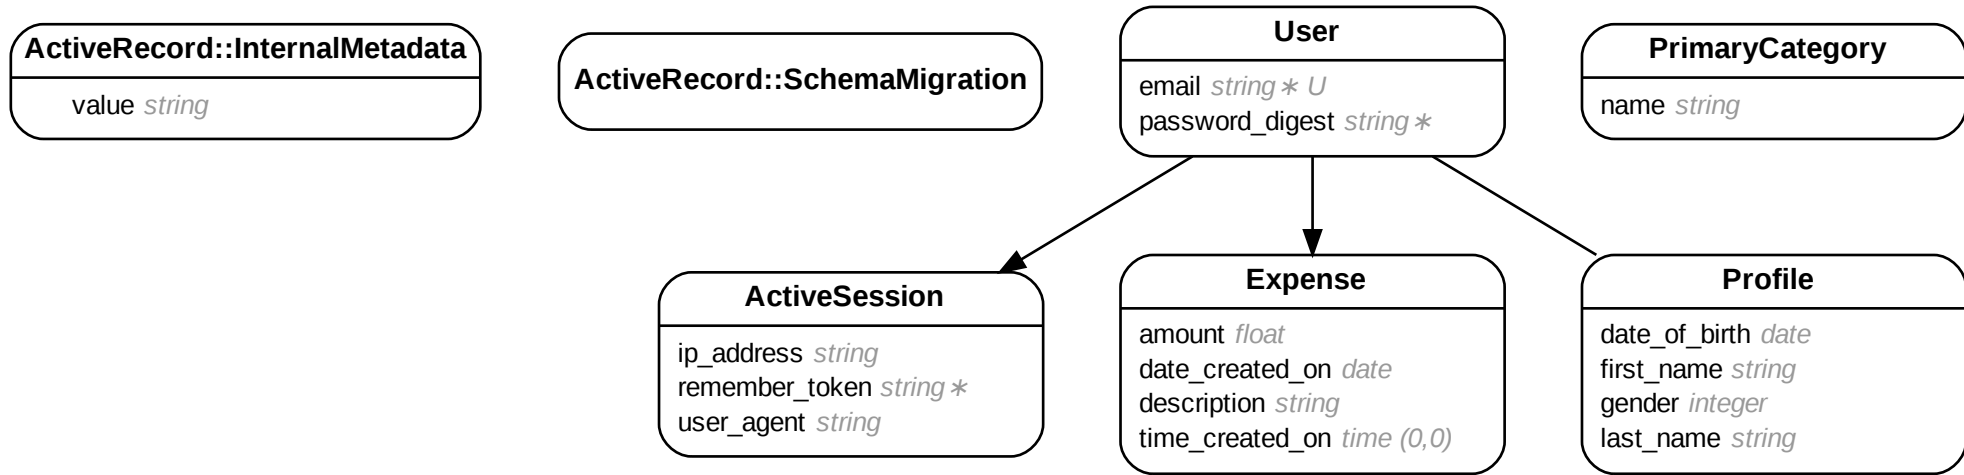 ActiveRecord::InternalMetadata
value string
ActiveRecord::SchemaMigration
User
email string∗ U
password_digest string∗
PrimaryCategory
name string
ActiveSession
ip_address string
remember_token string∗
user_agent string
Expense
amount float
date_created_on date
description string
time_created_on time (0,0)
Profile
date_of_birth date
first_name string
gender integer
last_name string